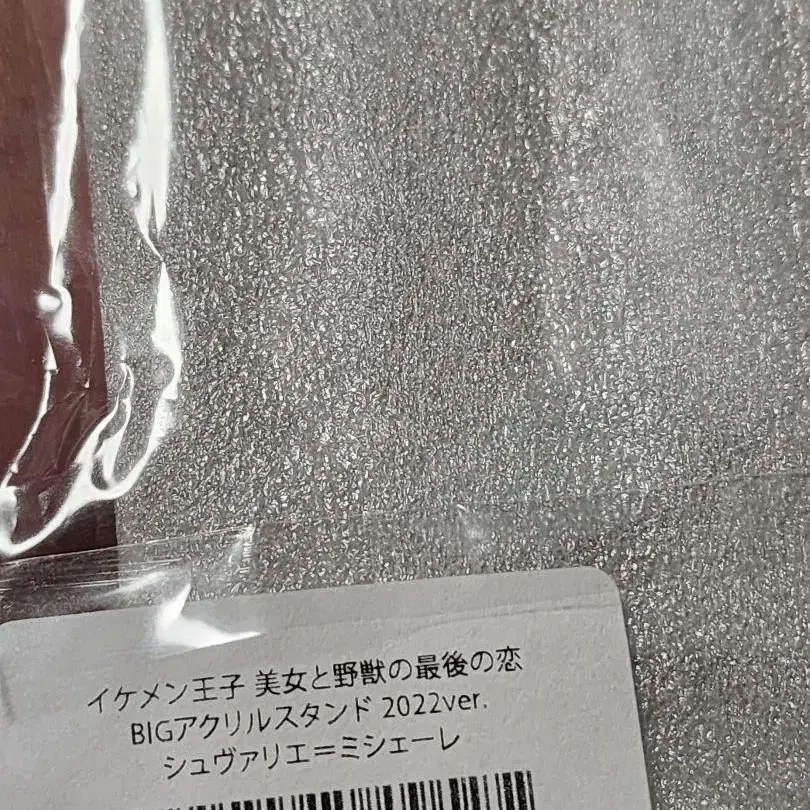 イケメン王子 美女と野獣の最後の恋
BIGアクリルスタンド 2022ver.
シュヴァリエ＝ミシェーレ